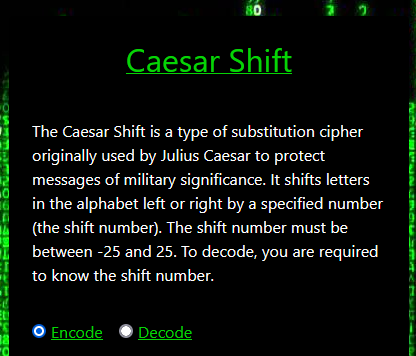 Caesar Shift
The Caesar Shift is a type of substitution cipher
originally used by Julius Caesar to protect
messages of military significance. It shifts letters
in the alphabet left or right by a specified number
(the shift number). The shift number must be
between -25 and 25. To decode, you are required
to know the shift number.
Encode Decode